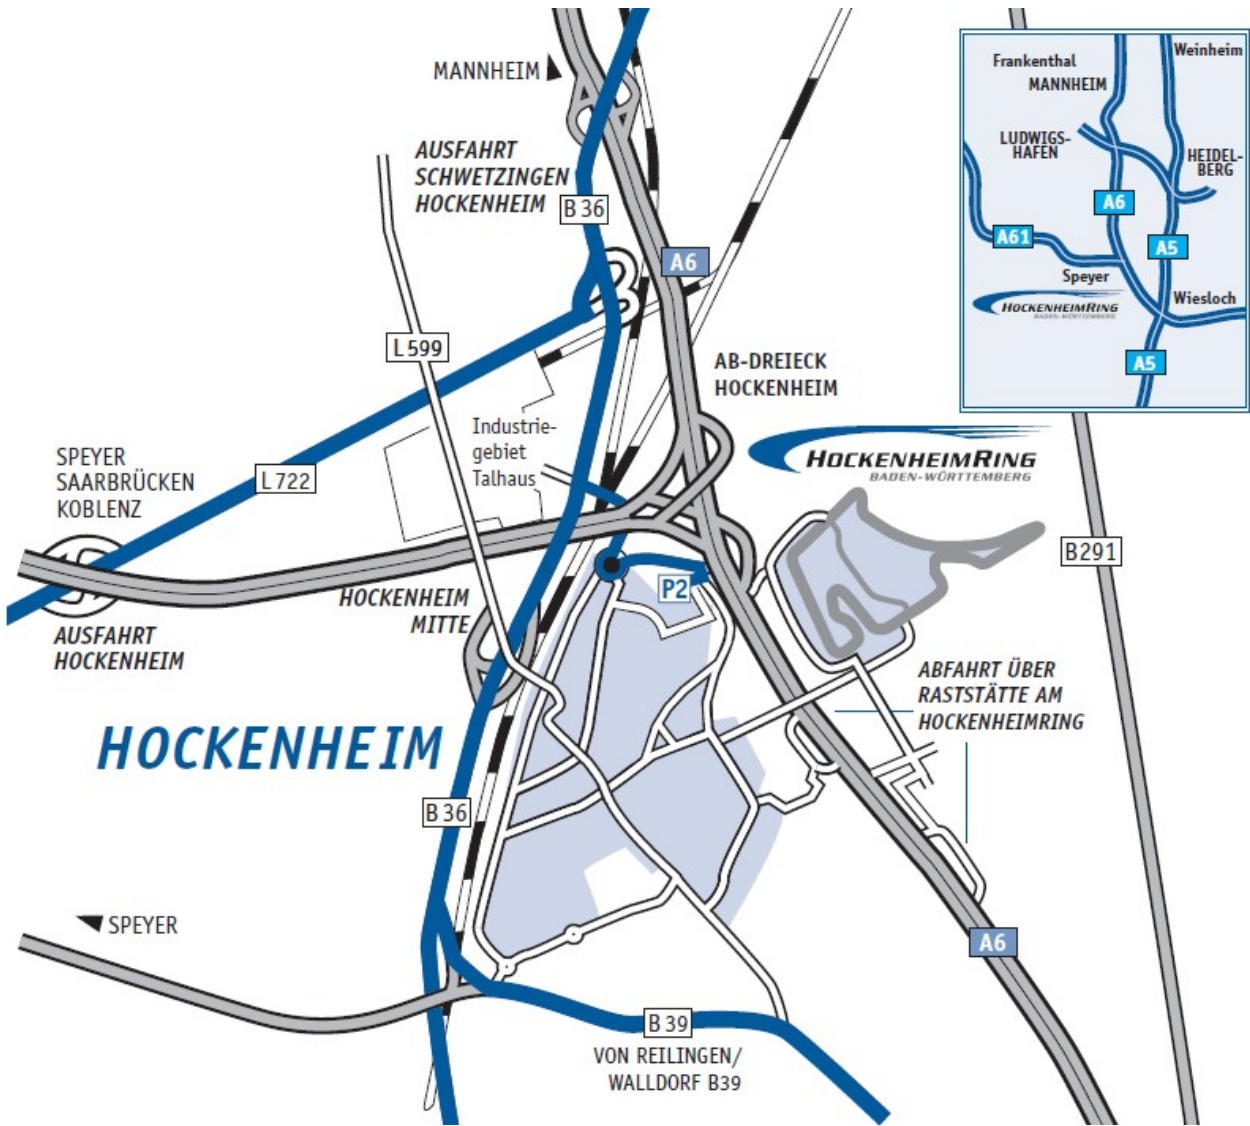 MANNHEIM
AUSFAHRT
SCHWETZINGEN
HOCKENHEIM
B 36
A6
L 599
AB-DREIECK
HOCKENHEIM
Industrie-
gebiet
Talhaus
SPEYER
SAARBRÜCKEN
KOBLENZ
L 722
HOCKENHEIMRING
BADEN-WÜRTTEMBERG
B291
P2
HOCKENHEIM
MITTE
AUSFAHRT
HOCKENHEIM
ABFAHRT ÜBER
RASTSTÄTTE AM
HOCKENHEIMRING
HOCKENHEIM
B 36
SPEYER
A6
B 39
VON REILINGEN/
WALLDORF B39
Weinheim
Frankenthal
MANNHEIM
LUDWIGS-
HAFEN
HEIDEL-
BERG
A6
A61
A5
Speyer
Wiesloch
HOCKENHEIMRING
BADEN-WÜRTTEMBERG
A5